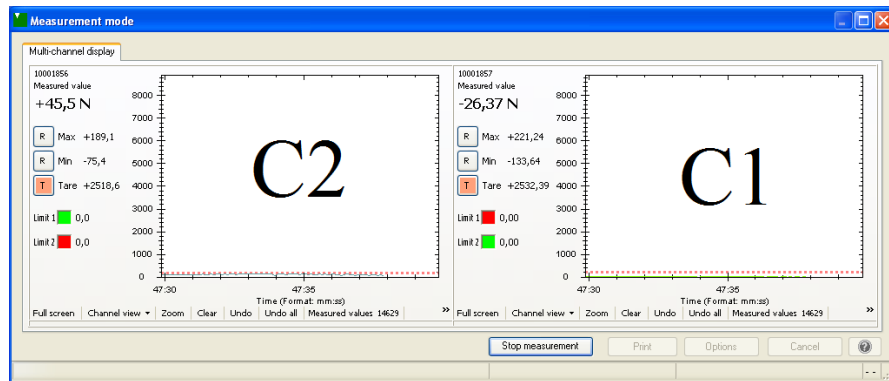 Measurement mode
Multi-channel display
10001856
Measured value
+45,5 N
R Max +189,1
R Min -75,4
T Tare +2518,6
Limit 1 0,0
Limit 2 0,0
8000
7000
6000
5000
4000
3000
2000
1000
0
C2
47:30 47:35
Time (Format: mm:ss)
Full screen Channel view Zoom Clear Undo Undo all Measured values 14629 »
10001857
Measured value
-26,37 N
R Max +221,24
R Min -133,64
T Tare +2532,39
Limit 1 0,00
Limit 2 0,00
8000
7000
6000
5000
4000
3000
2000
1000
0
C1
47:30 47:35
Time (Format: mm:ss)
Full screen Channel view Zoom Clear Undo Undo all Measured values 14629 »
Stop measurement Print Options Cancel ?
- -